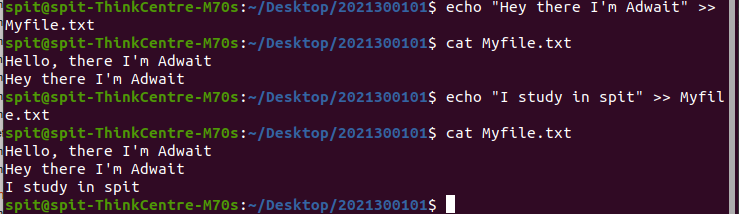 spit@spit-ThinkCentre-M70s:~/Desktop/2021300101$ echo "Hey there I'm Adwait" >>
Myfile.txt
spit@spit-ThinkCentre-M70s:~/Desktop/2021300101$ cat Myfile.txt
Hello, there I'm Adwait
Hey there I'm Adwait
spit@spit-ThinkCentre-M70s:~/Desktop/2021300101$ echo "I study in spit" >> Myfil
e.txt
spit@spit-ThinkCentre-M70s:~/Desktop/2021300101$ cat Myfile.txt
Hello, there I'm Adwait
Hey there I'm Adwait
I study in spit
spit@spit-ThinkCentre-M70s:~/Desktop/2021300101$